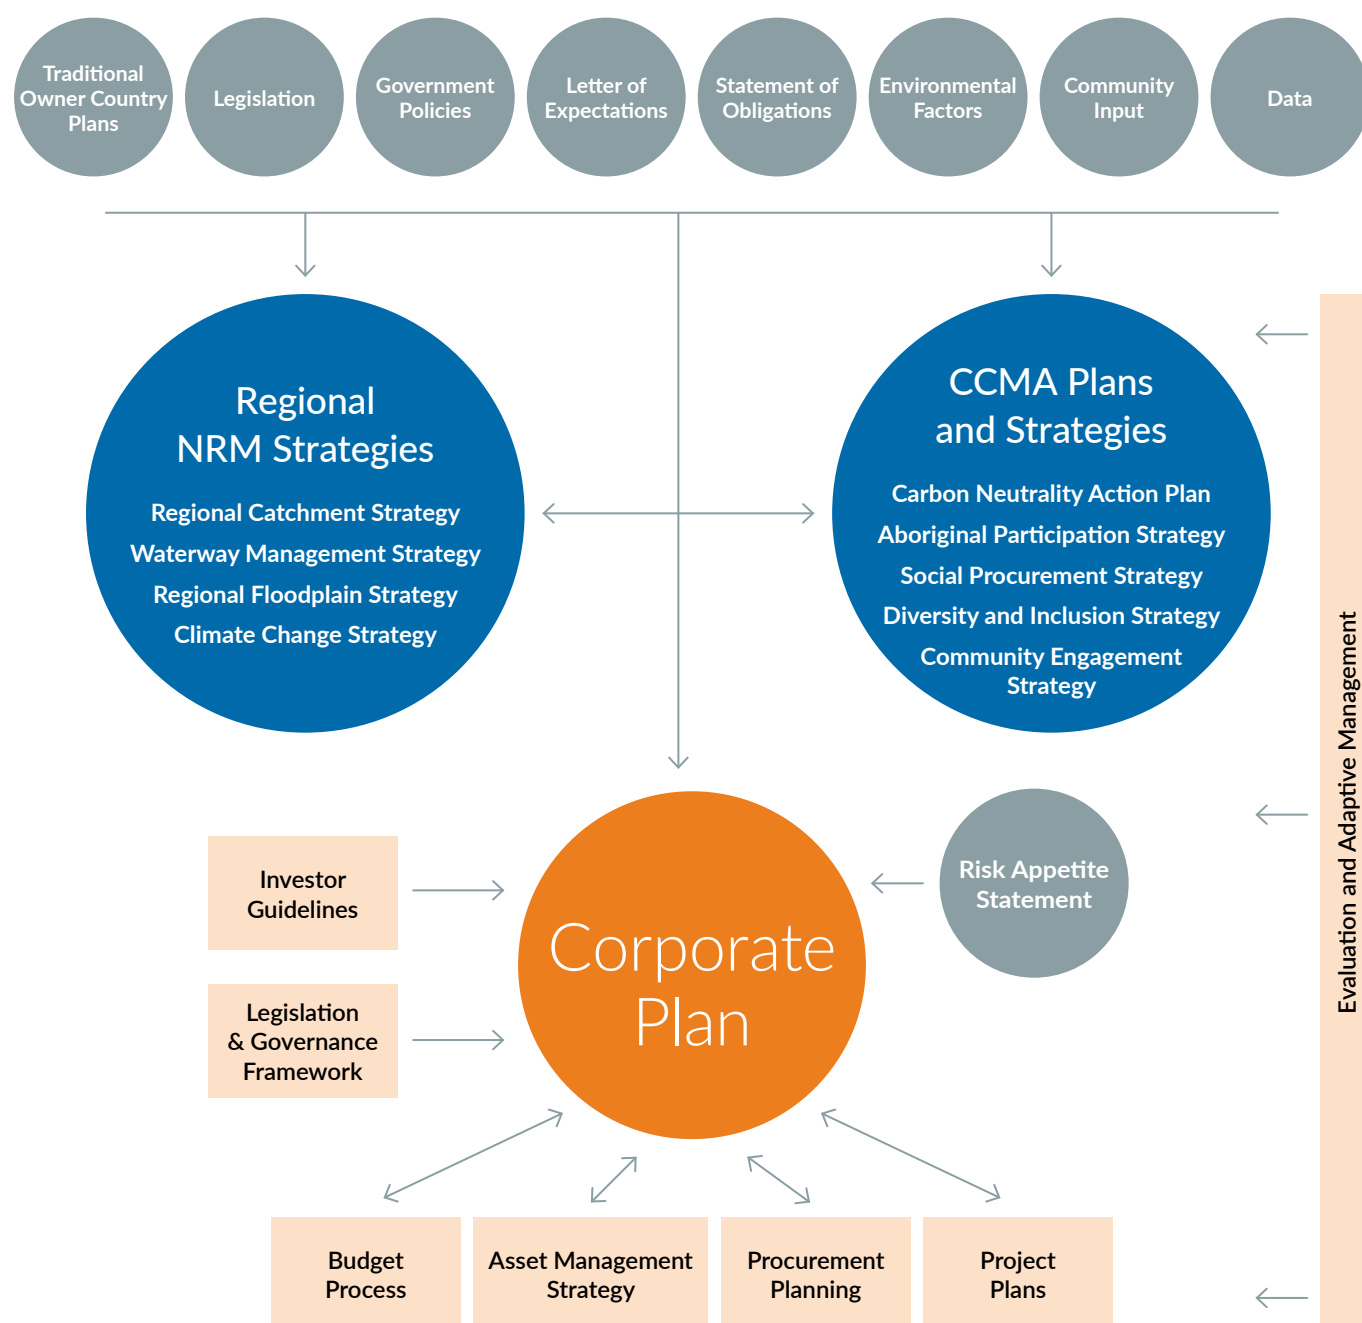 Traditional
Owner Country
Plans
Legislation
Government
Policies
Letter of
Expectations
Statement of
Obligations
Environmental
Factors
Community
Input
Data
Regional
NRM Strategies
Regional Catchment Strategy
Waterway Management Strategy
Regional Floodplain Strategy
Climate Change Strategy
CCMA Plans
and Strategies
Carbon Neutrality Action Plan
Aboriginal Participation Strategy
Social Procurement Strategy
Diversity and Inclusion Strategy
Community Engagement
Strategy
Evaluation and Adaptive Management
Investor
Guidelines
Legislation
& Governance
Framework
Corporate
Plan
Risk Appetite
Statement
Budget
Process
Asset Management
Strategy
Procurement
Planning
Project
Plans